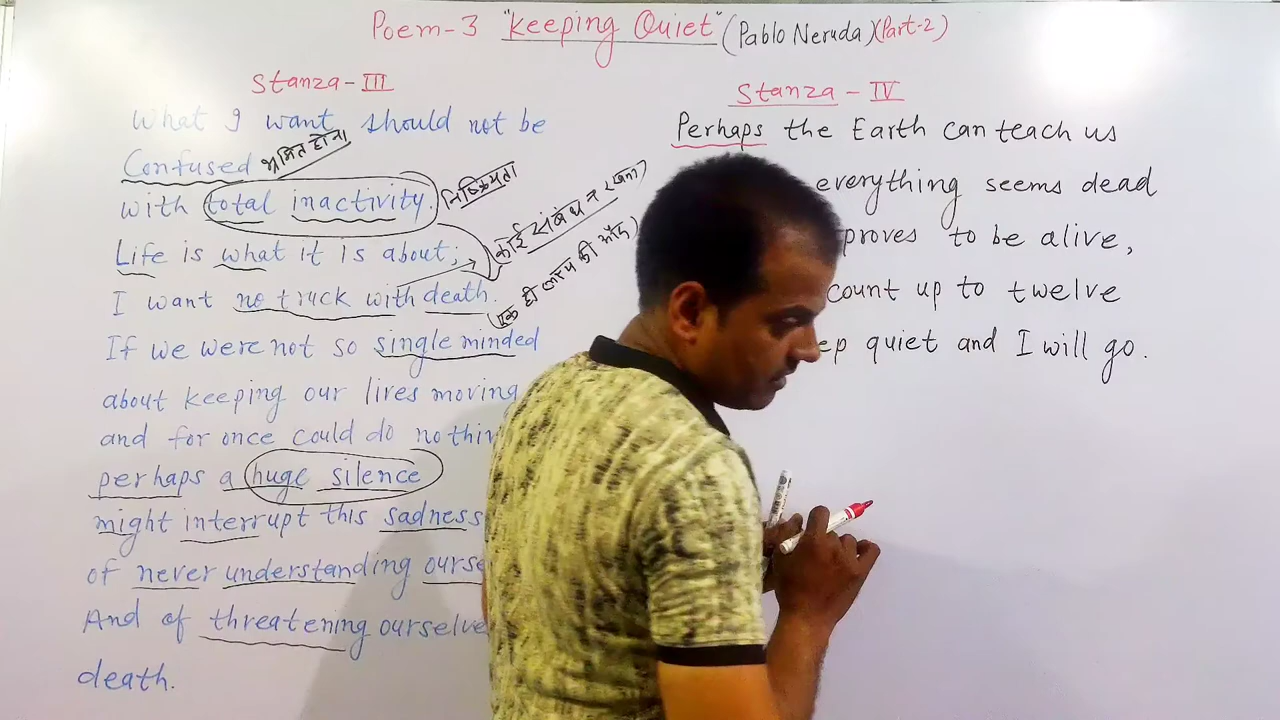 Poem-3 "Keeping Quiet" (Pablo Neruda)(Part-2)
Stanza-III
What I want should not be
Confused भ्रमित होना
with total inactivity. निष्क्रियता
Life is what it is about;
कोई संबंध न रखना
I want no truck with death.
एक ही लक्ष्य की
If we were not so single minded
about keeping our lives moving
and for once could do nothin
perhaps a huge silence
might interrupt this sadness
of never understanding ourse
And of threatening ourselve
death.
Stanza-IV
Perhaps the Earth can teach us
everything seems dead
proves to be alive,
count up to twelve
ep quiet and I will go.